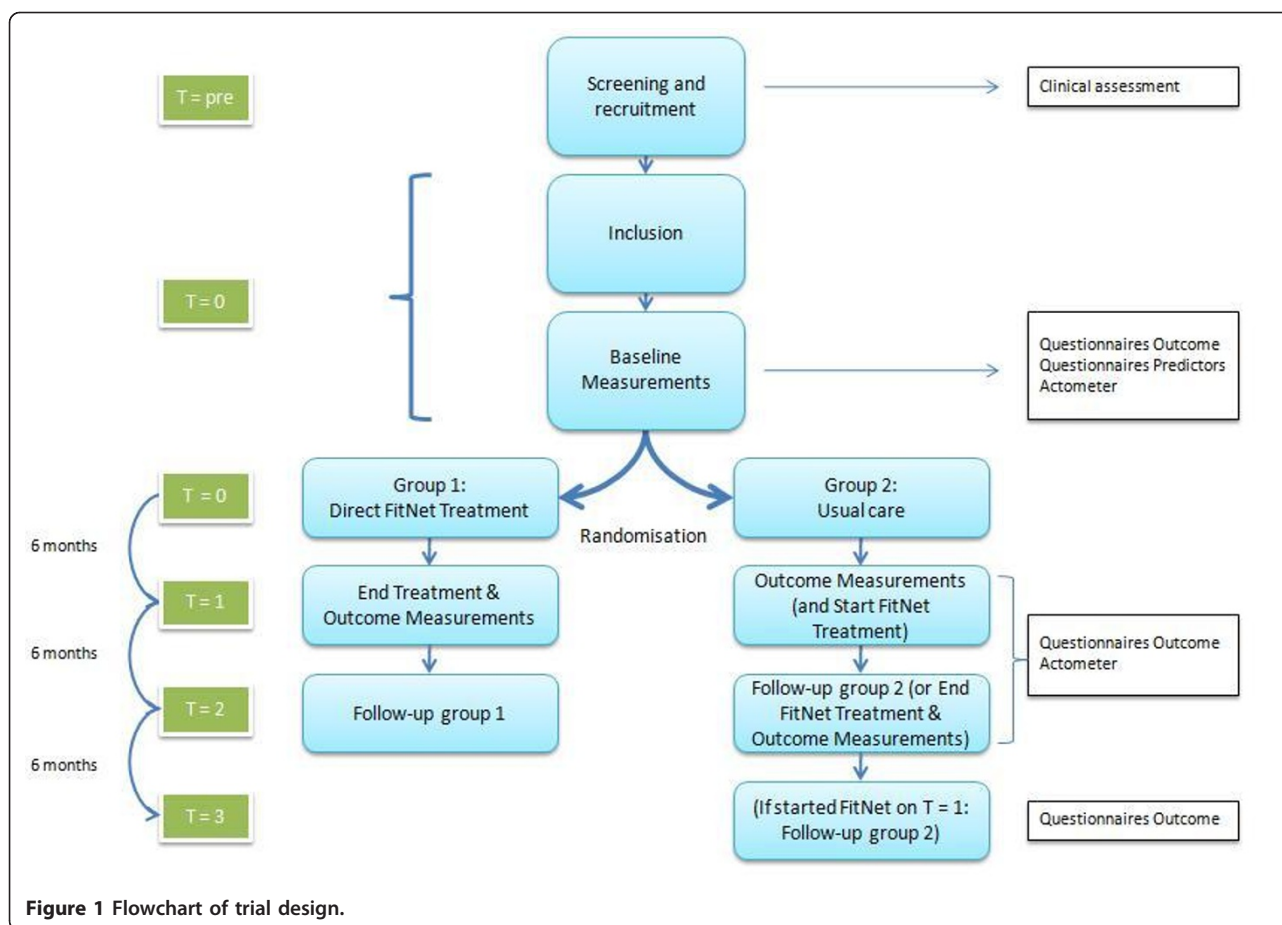 T = pre
Screening and
recruitment
Clinical assessment
Inclusion
T = 0
Baseline
Measurements
Questionnaires Outcome
Questionnaires Predictors
Actometer
T = 0
Group 1:
Direct FitNet Treatment
Group 2:
Usual care
Randomisation
6 months
T = 1
End Treatment &
Outcome Measurements
Outcome Measurements
(and Start FitNet
Treatment)
Questionnaires Outcome
Actometer
6 months
T = 2
Follow-up group 1
Follow-up group 2 (or End
FitNet Treatment &
Outcome Measurements)
6 months
T = 3
(If started FitNet on T = 1:
Follow-up group 2)
Questionnaires Outcome
Figure 1 Flowchart of trial design.